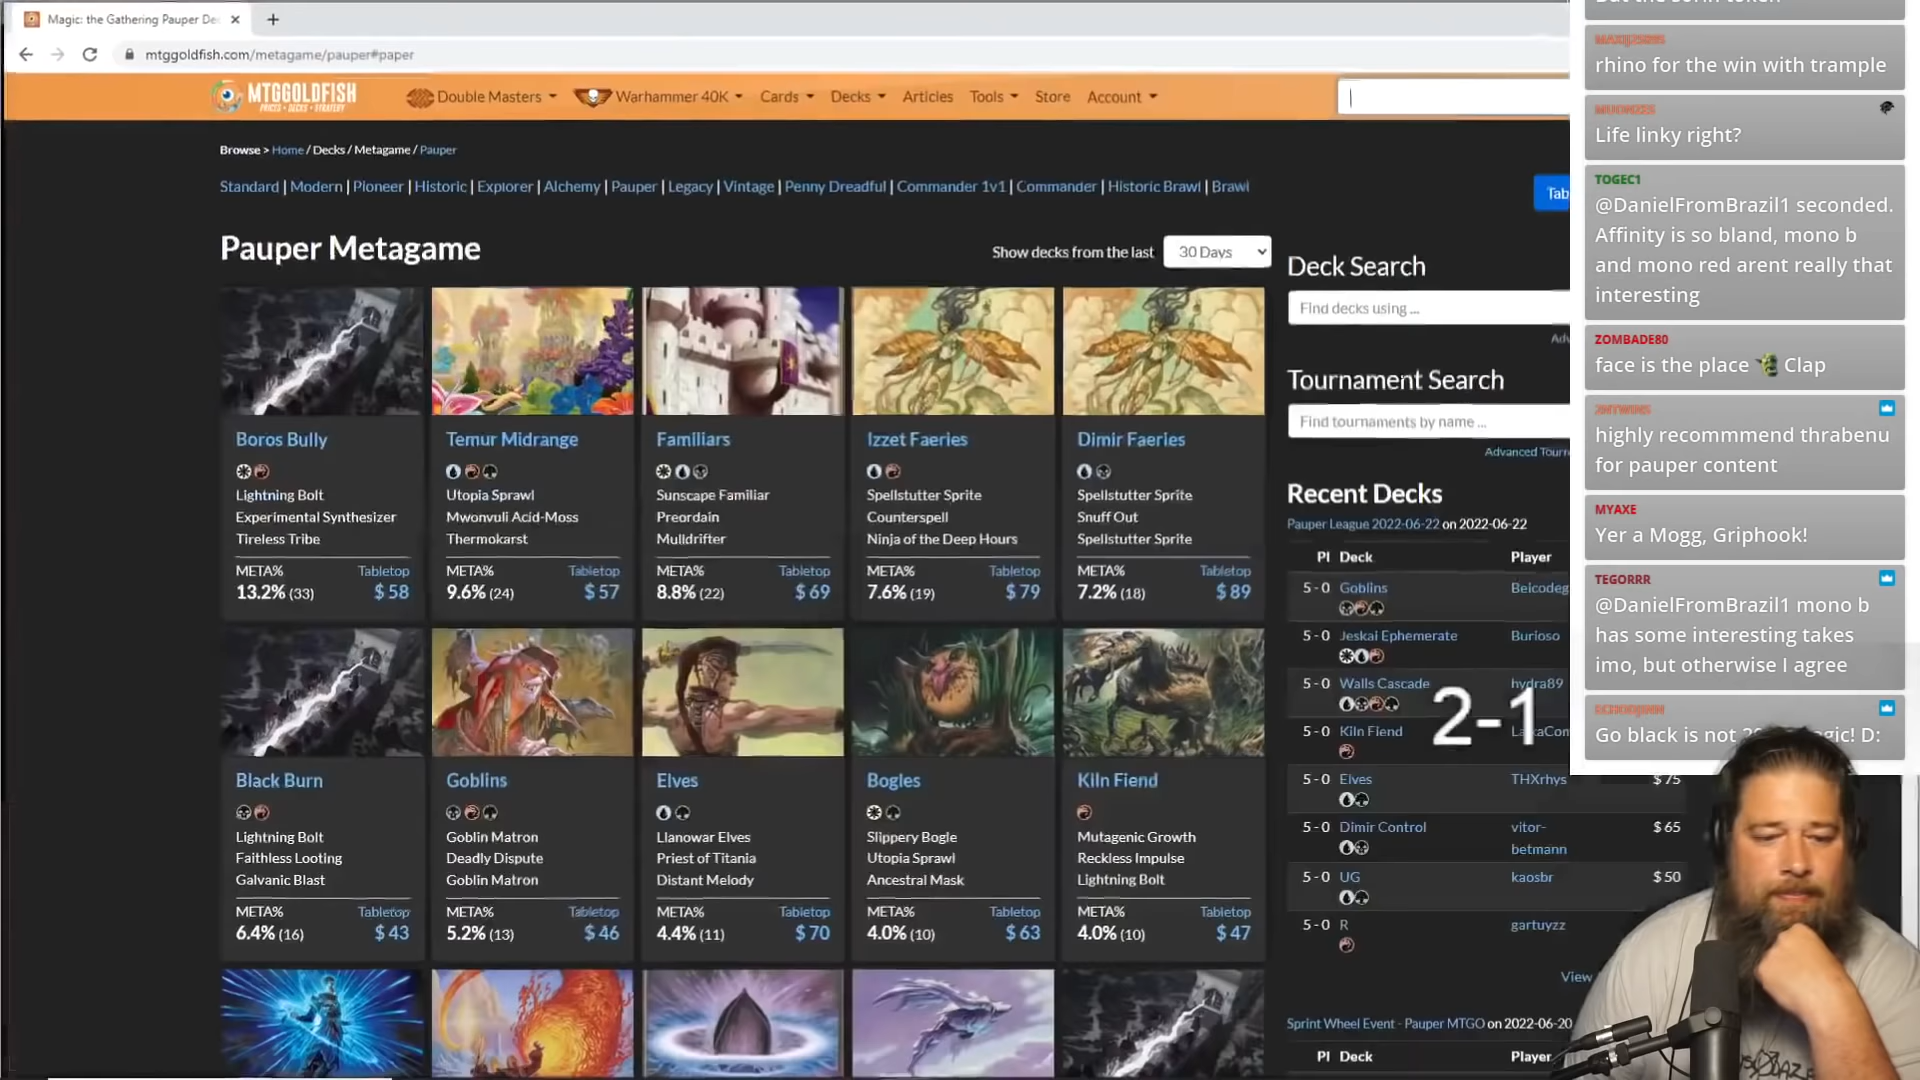 Magic: the Gathering Pauper De
mtggoldfish.com/metagame/pauper#paper
MTGGOLDFISH
PRICES • DECKS • STRATEGY
Double Masters
Warhammer 40K
Cards
Decks
Articles
Tools
Store
Account
Browse > Home / Decks / Metagame / Pauper
Standard | Modern | Pioneer | Historic | Explorer | Alchemy | Pauper | Legacy | Vintage | Penny Dreadful | Commander 1v1 | Commander | Historic Brawl | Brawl
Tab
Pauper Metagame
Show decks from the last 30 Days
Boros Bully
Lightning Bolt
Experimental Synthesizer
Tireless Tribe
META% Tabletop
13.2% (33) $ 58
Temur Midrange
Utopia Sprawl
Mwonvuli Acid-Moss
Thermokarst
META% Tabletop
9.6% (24) $ 57
Familiars
Sunscape Familiar
Preordain
Mulldrifter
META% Tabletop
8.8% (22) $ 69
Izzet Faeries
Spellstutter Sprite
Counterspell
Ninja of the Deep Hours
META% Tabletop
7.6% (19) $ 79
Dimir Faeries
Spellstutter Sprite
Snuff Out
Spellstutter Sprite
META% Tabletop
7.2% (18) $ 89
Black Burn
Lightning Bolt
Faithless Looting
Galvanic Blast
META% Tabletop
6.4% (16) $ 43
Goblins
Goblin Matron
Deadly Dispute
Goblin Matron
META% Tabletop
5.2% (13) $ 46
Elves
Llanowar Elves
Priest of Titania
Distant Melody
META% Tabletop
4.4% (11) $ 70
Bogles
Slippery Bogle
Utopia Sprawl
Ancestral Mask
META% Tabletop
4.0% (10) $ 63
Kiln Fiend
Mutagenic Growth
Reckless Impulse
Lightning Bolt
META% Tabletop
4.0% (10) $ 47
Deck Search
Find decks using ...
Adv
Tournament Search
Find tournaments by name ...
Advanced Tourn
Recent Decks
Pauper League 2022-06-22 on 2022-06-22
Pl Deck Player
5-0 Goblins Beicodeg
5-0 Jeskai Ephemerate Burioso
5-0 Walls Cascade hydra89
5-0 Kiln Fiend
2-1
5-0 Elves THXrhys $ 75
5-0 Dimir Control vitor-
betmann $ 65
5-0 UG kaosbr $ 50
5-0 R gartuyzz
View
Sprint Wheel Event - Pauper MTGO on 2022-06-20
Pl Deck Player
rhino for the win with trample
Life linky right?
TOGEC1
@DanielFromBrazil1 seconded.
Affinity is so bland, mono b
and mono red arent really that
interesting
ZOMBADE80
face is the place Clap
highly recommmend thrabenu
for pauper content
MYAXE
Yer a Mogg, Griphook!
TEGORRR
@DanielFromBrazil1 mono b
has some interesting takes
imo, but otherwise I agree
Go black is not
D: